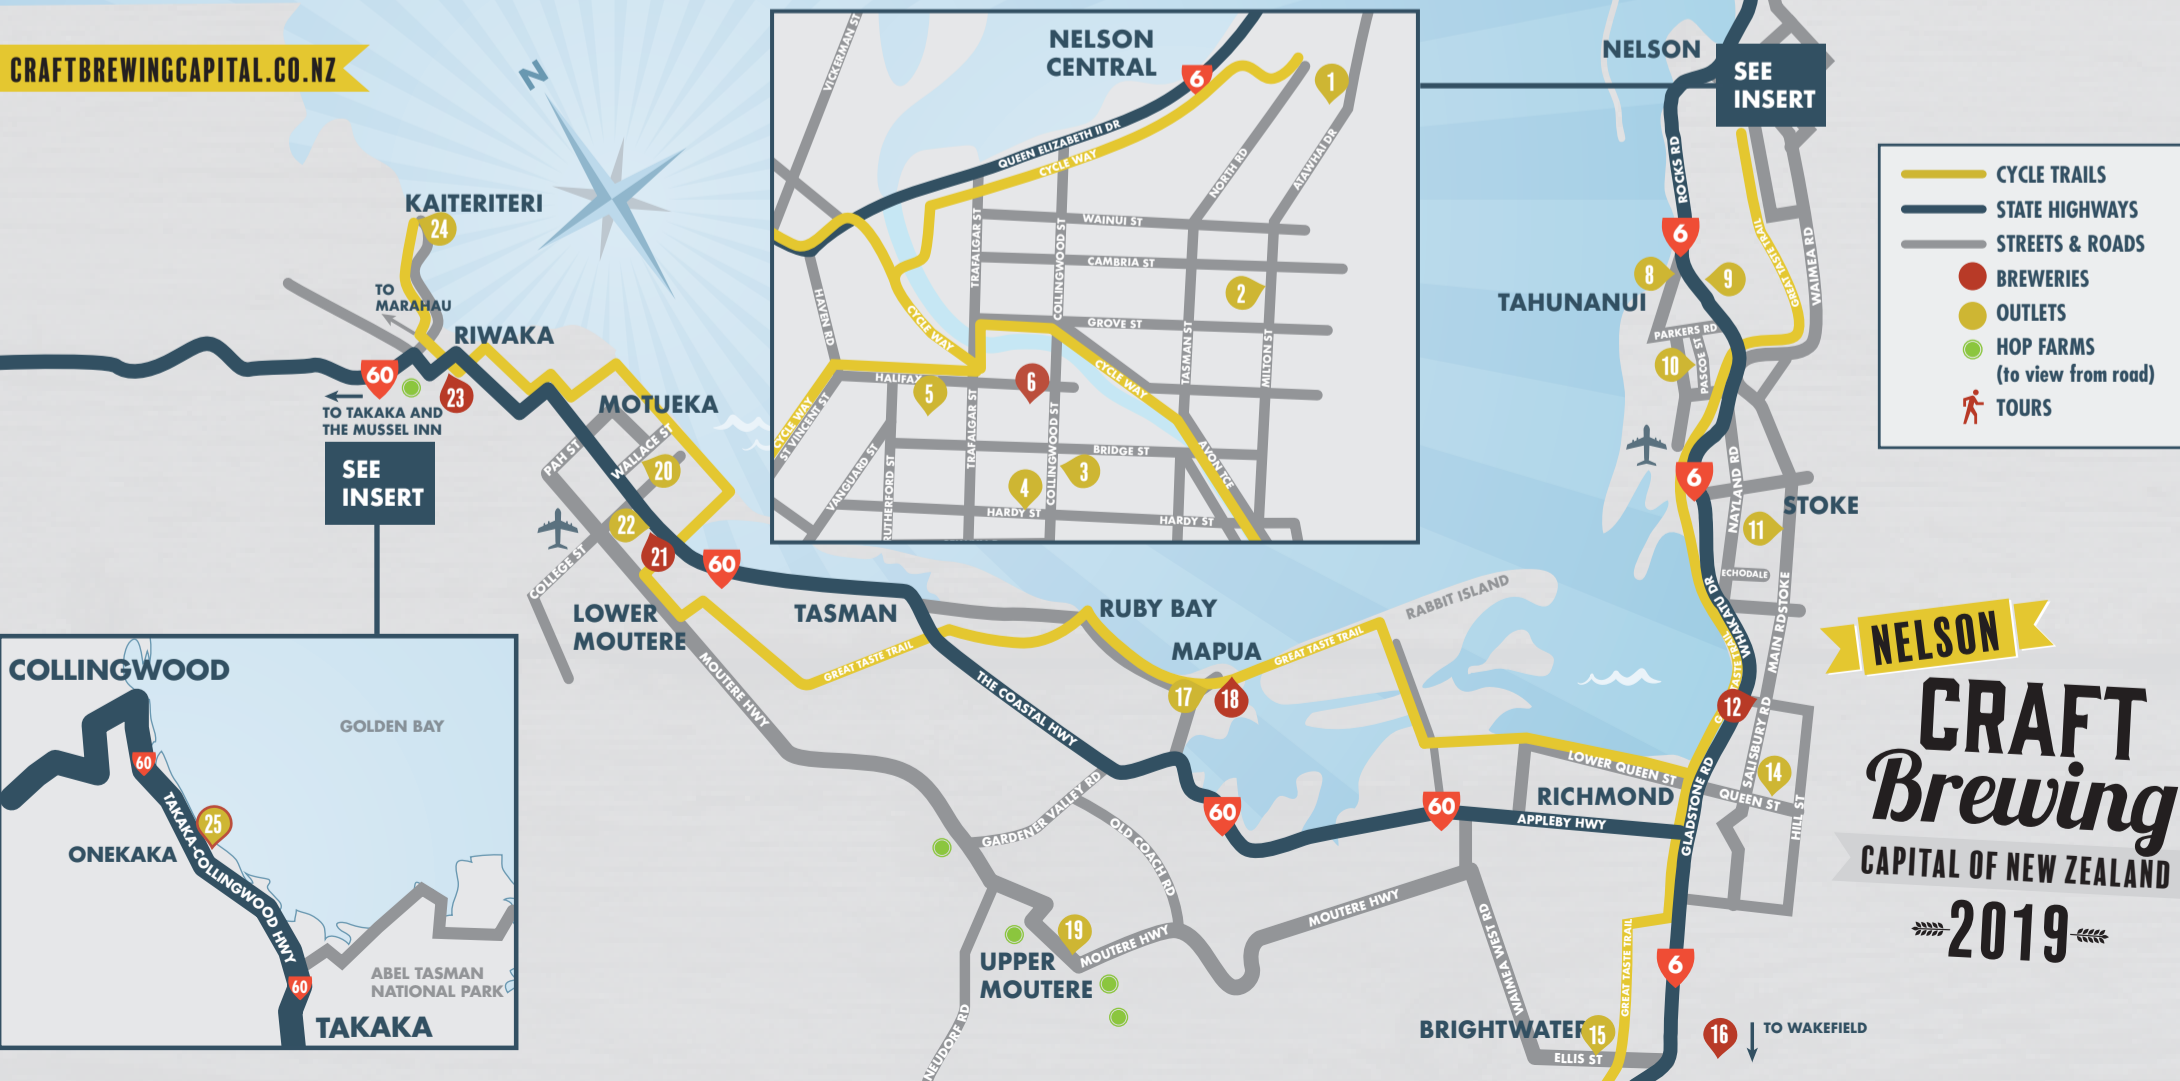 CRAFTBREWINGCAPITAL.CO.NZ
N
KAITERITERI
24
TO
MARAHAU
RIWAKA
60
23
TO TAKAKA AND
THE MUSSEL INN
SEE
INSERT
MOTUEKA
PAH ST
WALLACE ST
20
22
21
60
COLLEGE ST
LOWER
MOUTERE
MOUTERE HWY
TASMAN
GREAT TASTE TRAIL
THE COASTAL HWY
RUBY BAY
MAPUA
17
18
GREAT TASTE TRAIL
RABBIT ISLAND
60
60
GARDENER VALLEY RD
OLD COACH RD
19
UPPER
MOUTERE
MOUTERE HWY
MOUTERE HWY
NEUDORF RD
COLLINGWOOD
GOLDEN BAY
60
25
TAKAKA-COLLINGWOOD HWY
ONEKAKA
ABEL TASMAN
NATIONAL PARK
60
TAKAKA
NELSON
CENTRAL
VICKERMAN ST
6
1
QUEEN ELIZABETH II DR
CYCLE WAY
NORTH RD
ATAWHAI DR
WAINUI ST
TRAFALGAR ST
COLLINGWOOD ST
CAMBRIA ST
2
HAVEN RD
CYCLE WAY
GROVE ST
TASMAN ST
MILTON ST
HALIFAX
5
6
CYCLE WAY
CYCLE WAY
ST VINCENT ST
TRAFALGAR ST
COLLINGWOOD ST
VANGUARD ST
RUTHERFORD ST
BRIDGE ST
AVON TCE
4
3
HARDY ST
HARDY ST
NELSON
SEE
INSERT
ROCKS RD
6
GREAT TASTE TRAIL
WAIMEA RD
8
9
TAHUNANUI
PARKERS RD
PASCOE ST
10
6
NAYLAND RD
STOKE
11
ECHODALE
WHAKATU DR
MAIN RD STOKE
TASTE TRAIL
12
SALISBURY RD
14
LOWER QUEEN ST
QUEEN ST
HILL ST
RICHMOND
APPLEBY HWY
GLADSTONE RD
WAIMEA WEST RD
GREAT TASTE TRAIL
6
BRIGHTWATER
15
ELLIS ST
16
TO WAKEFIELD
CYCLE TRAILS
STATE HIGHWAYS
STREETS & ROADS
BREWERIES
OUTLETS
HOP FARMS
(to view from road)
TOURS
NELSON
CRAFT
Brewing
CAPITAL OF NEW ZEALAND
2019